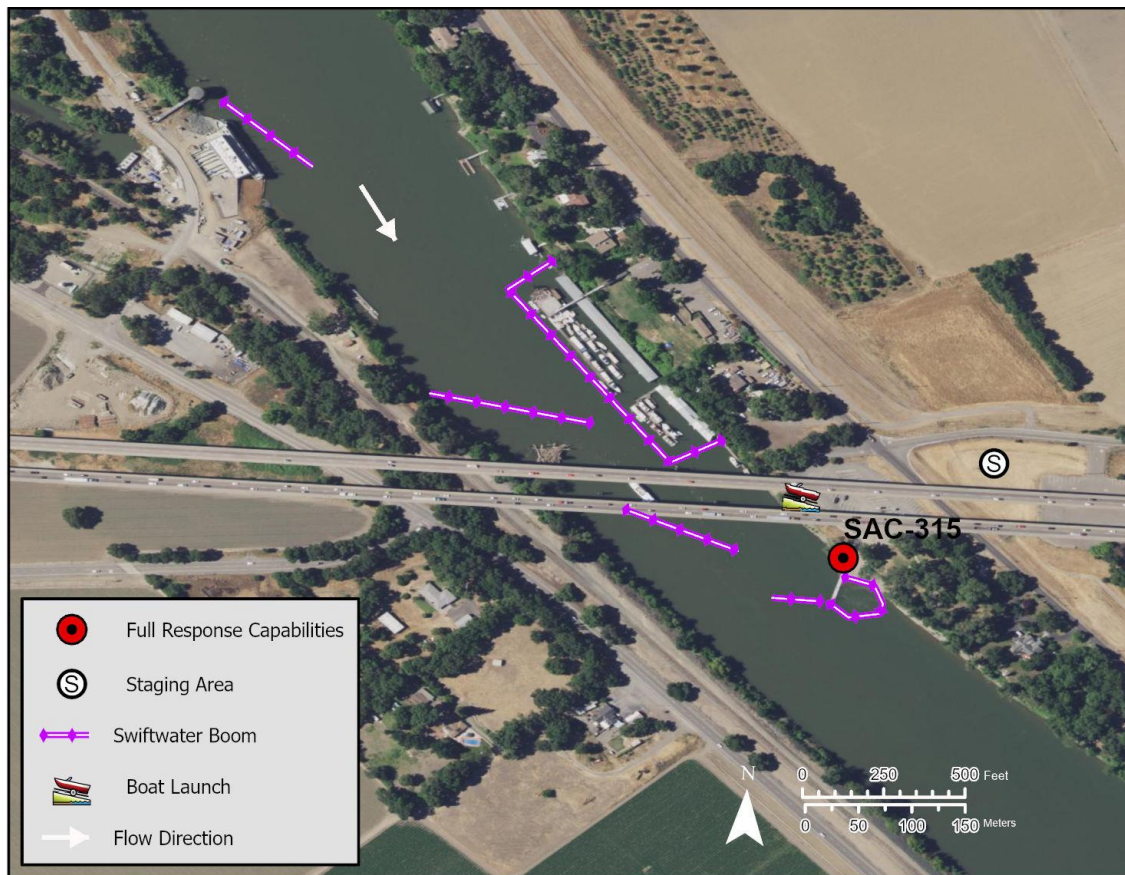 S
SAC-315
Full Response Capabilities
S
Staging Area
Swiftwater Boom
Boat Launch
Flow Direction
N
0 250 500 Feet
0 50 100 150 Meters